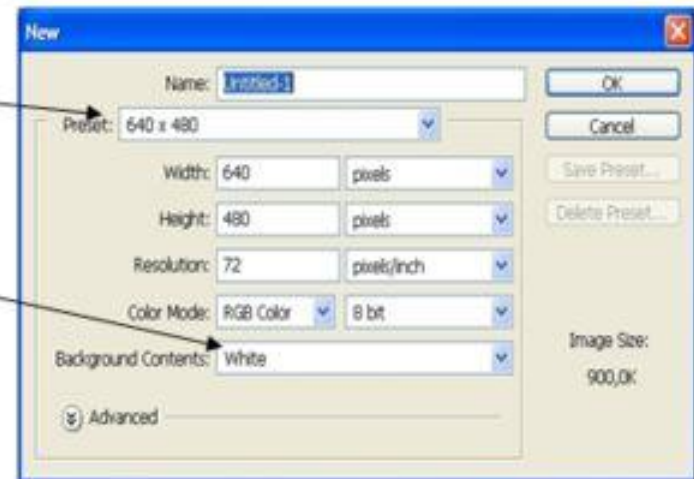 New
Name: Untitled-1
OK
Preset: 640 x 480
Cancel
Width: 640 pixels
Save Preset...
Height: 480 pixels
Delete Preset...
Resolution: 72 pixels/inch
Color Mode: RGB Color 8 bit
Background Contents: White
Image Size:
900,0K
Advanced